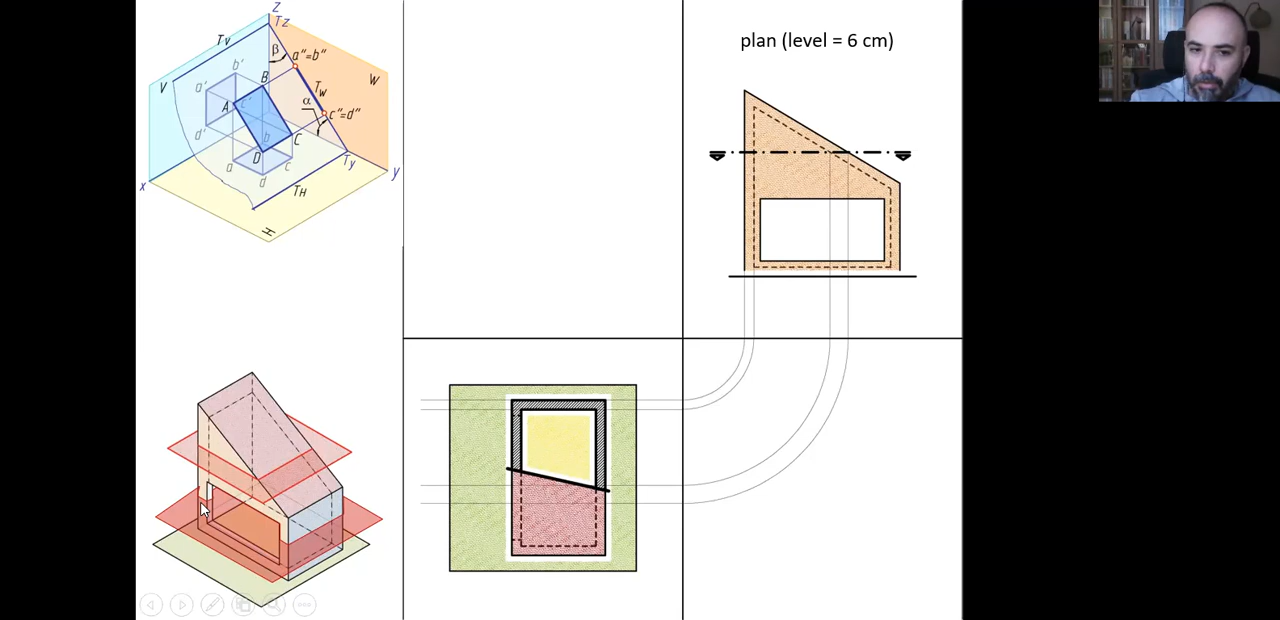 plan (level = 6 cm)
Z
Tz
Tv
β
a"=b"
V
W
b'
a'
B
Tw
A
c'
α
c"=d"
d'
b
C
D
Ty
a
c
x
d
y
TH
H